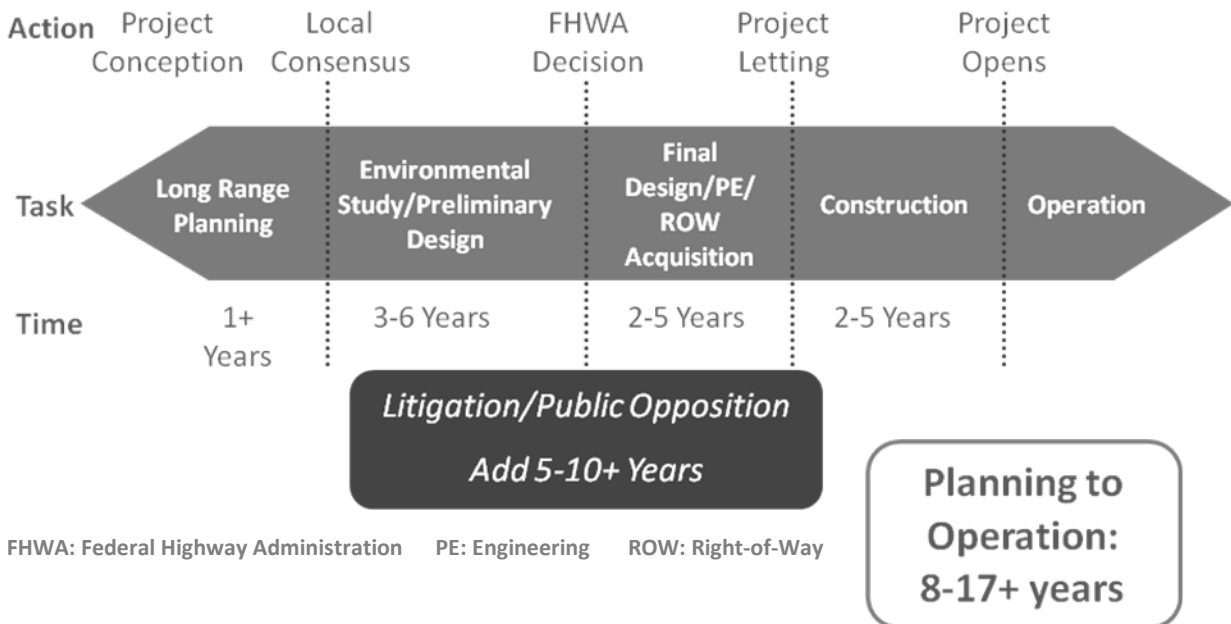 Action
Project
Conception
Local
Consensus
FHWA
Decision
Project
Letting
Project
Opens
Task
Long Range
Planning
Environmental
Study/Preliminary
Design
Final
Design/PE/
ROW
Acquisition
Construction
Operation
Time
1+
Years
3-6 Years
2-5 Years
2-5 Years
Litigation/Public Opposition
Add 5-10+ Years
Planning to
Operation:
8-17+ years
FHWA: Federal Highway Administration PE: Engineering ROW: Right-of-Way